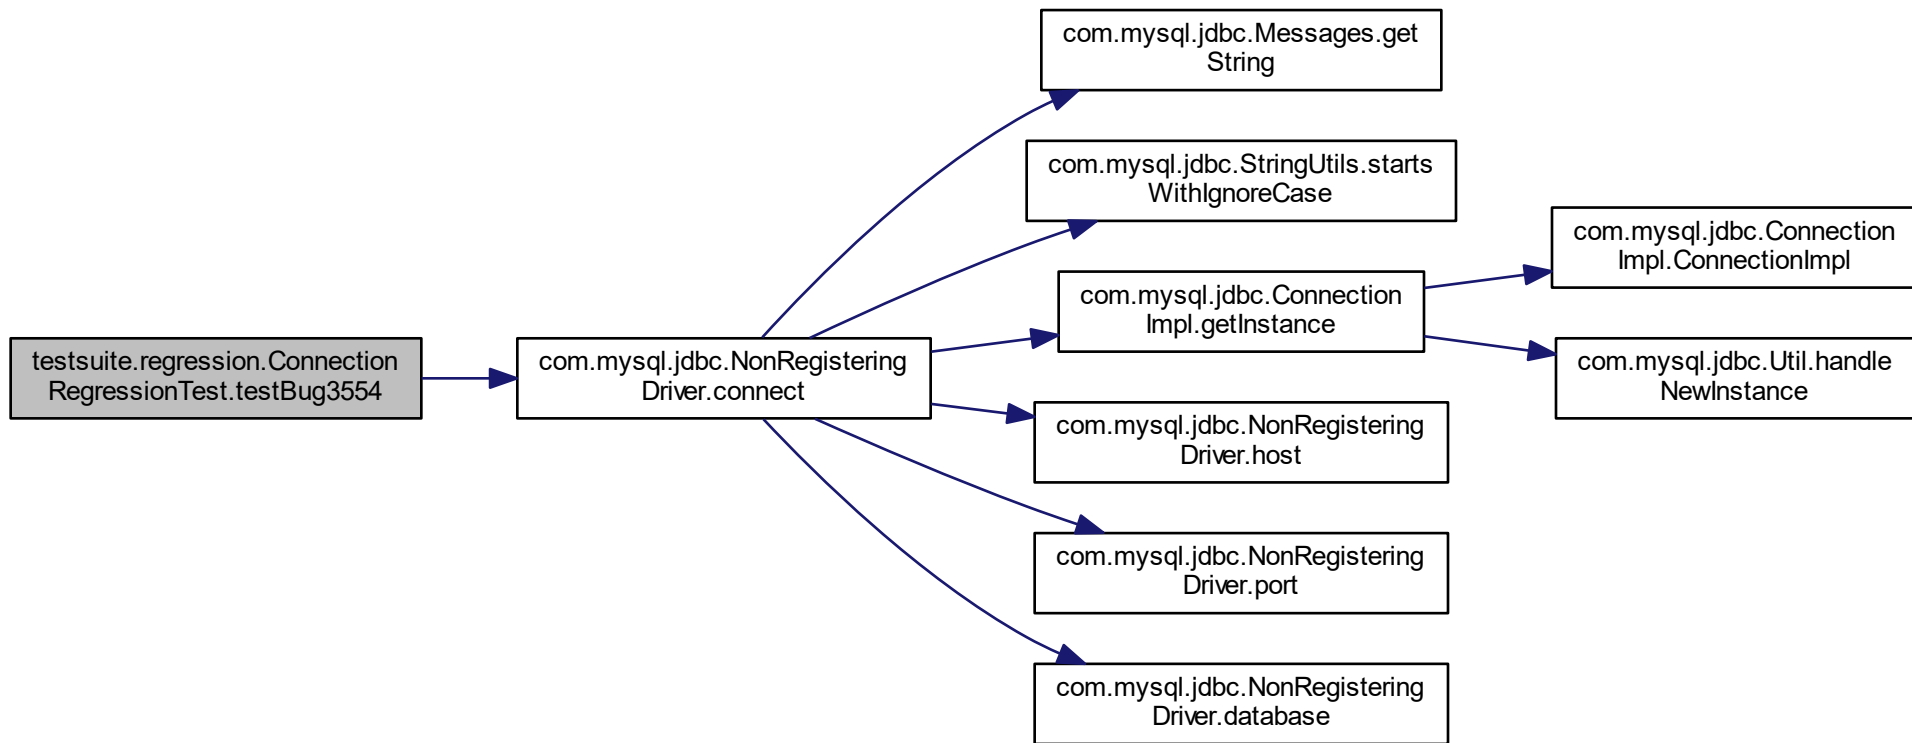 testsuite.regression.Connection
RegressionTest.testBug3554
com.mysql.jdbc.NonRegistering
Driver.connect
com.mysql.jdbc.Messages.get
String
com.mysql.jdbc.StringUtils.starts
WithIgnoreCase
com.mysql.jdbc.Connection
Impl.getInstance
com.mysql.jdbc.NonRegistering
Driver.host
com.mysql.jdbc.NonRegistering
Driver.port
com.mysql.jdbc.NonRegistering
Driver.database
com.mysql.jdbc.Connection
Impl.ConnectionImpl
com.mysql.jdbc.Util.handle
NewInstance